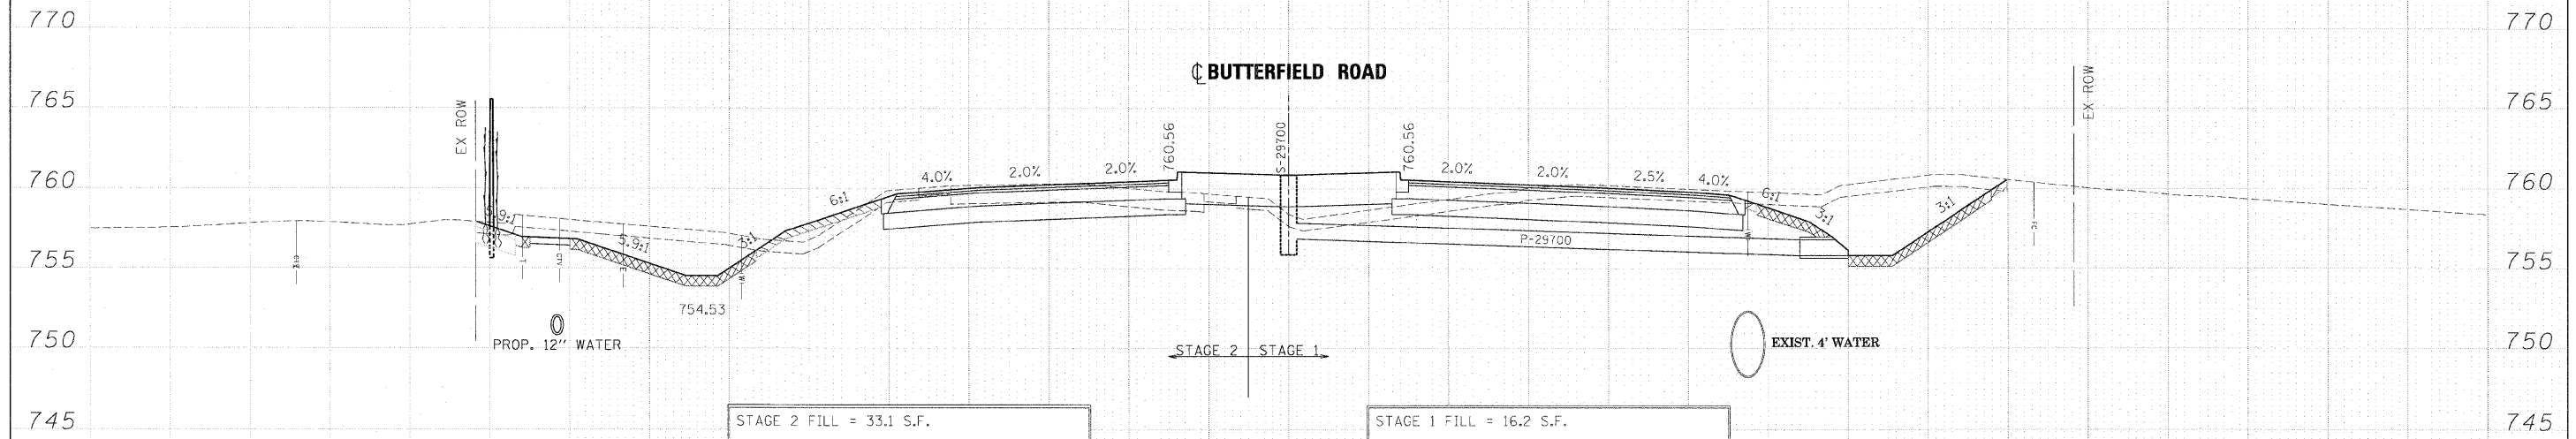 770
770
℄ BUTTERFIELD ROAD
765
EX ROW
EX ROW
765
760
5.9:1
5.9:1
3:1
6:1
4.0%
2.0%
2.0%
760.56
S-29700
760.56
2.0%
2.0%
2.5%
4.0%
6:1
3:1
3:1
760
755
T
CTV
E
W
P-29700
W
755
754.53
750
PROP. 12" WATER
STAGE 2
STAGE 1
EXIST. 4' WATER
750
745
STAGE 2 FILL = 33.1 S.F.
STAGE 1 FILL = 16.2 S.F.
745